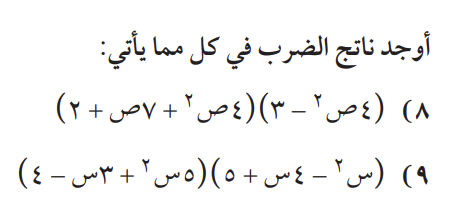 أوجد ناتج الضرب في كل مما يأتي:
٨) (٤ص٢ – ٣)(٤ص٢ + ٧ص + ٢)
٩) (س٢ – ٤س + ٥)(٥س٢ + ٣س – ٤)